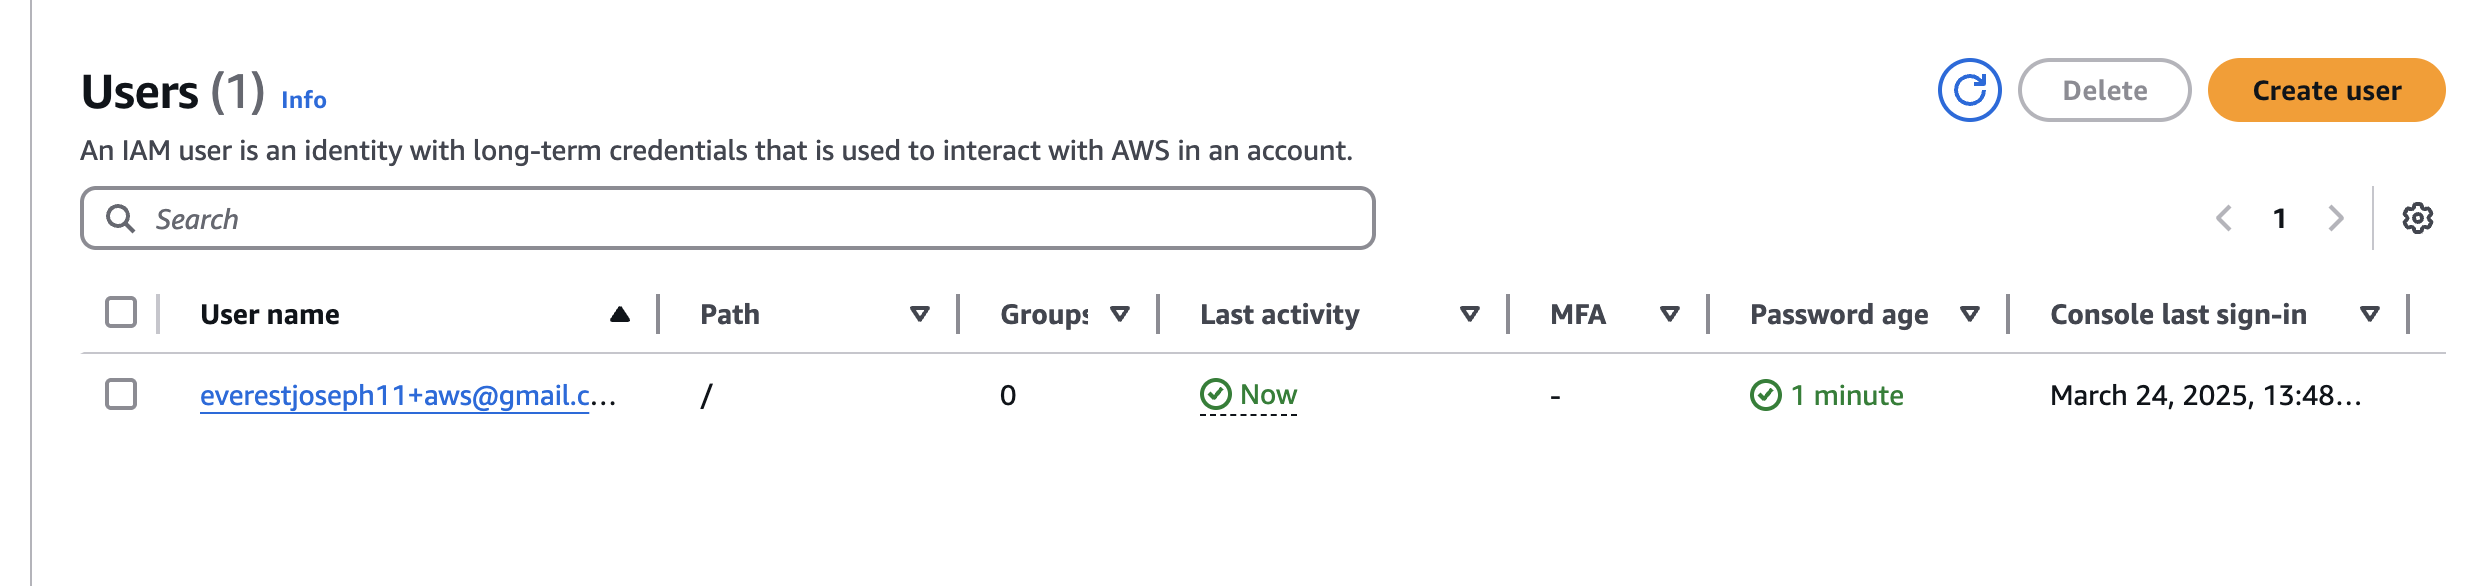 Users (1) Info
Delete
Create user
An IAM user is an identity with long-term credentials that is used to interact with AWS in an account.
Search
1
User name Path Groups Last activity MFA Password age Console last sign-in
everestjoseph11+aws@gmail.c... / 0 Now - 1 minute March 24, 2025, 13:48...